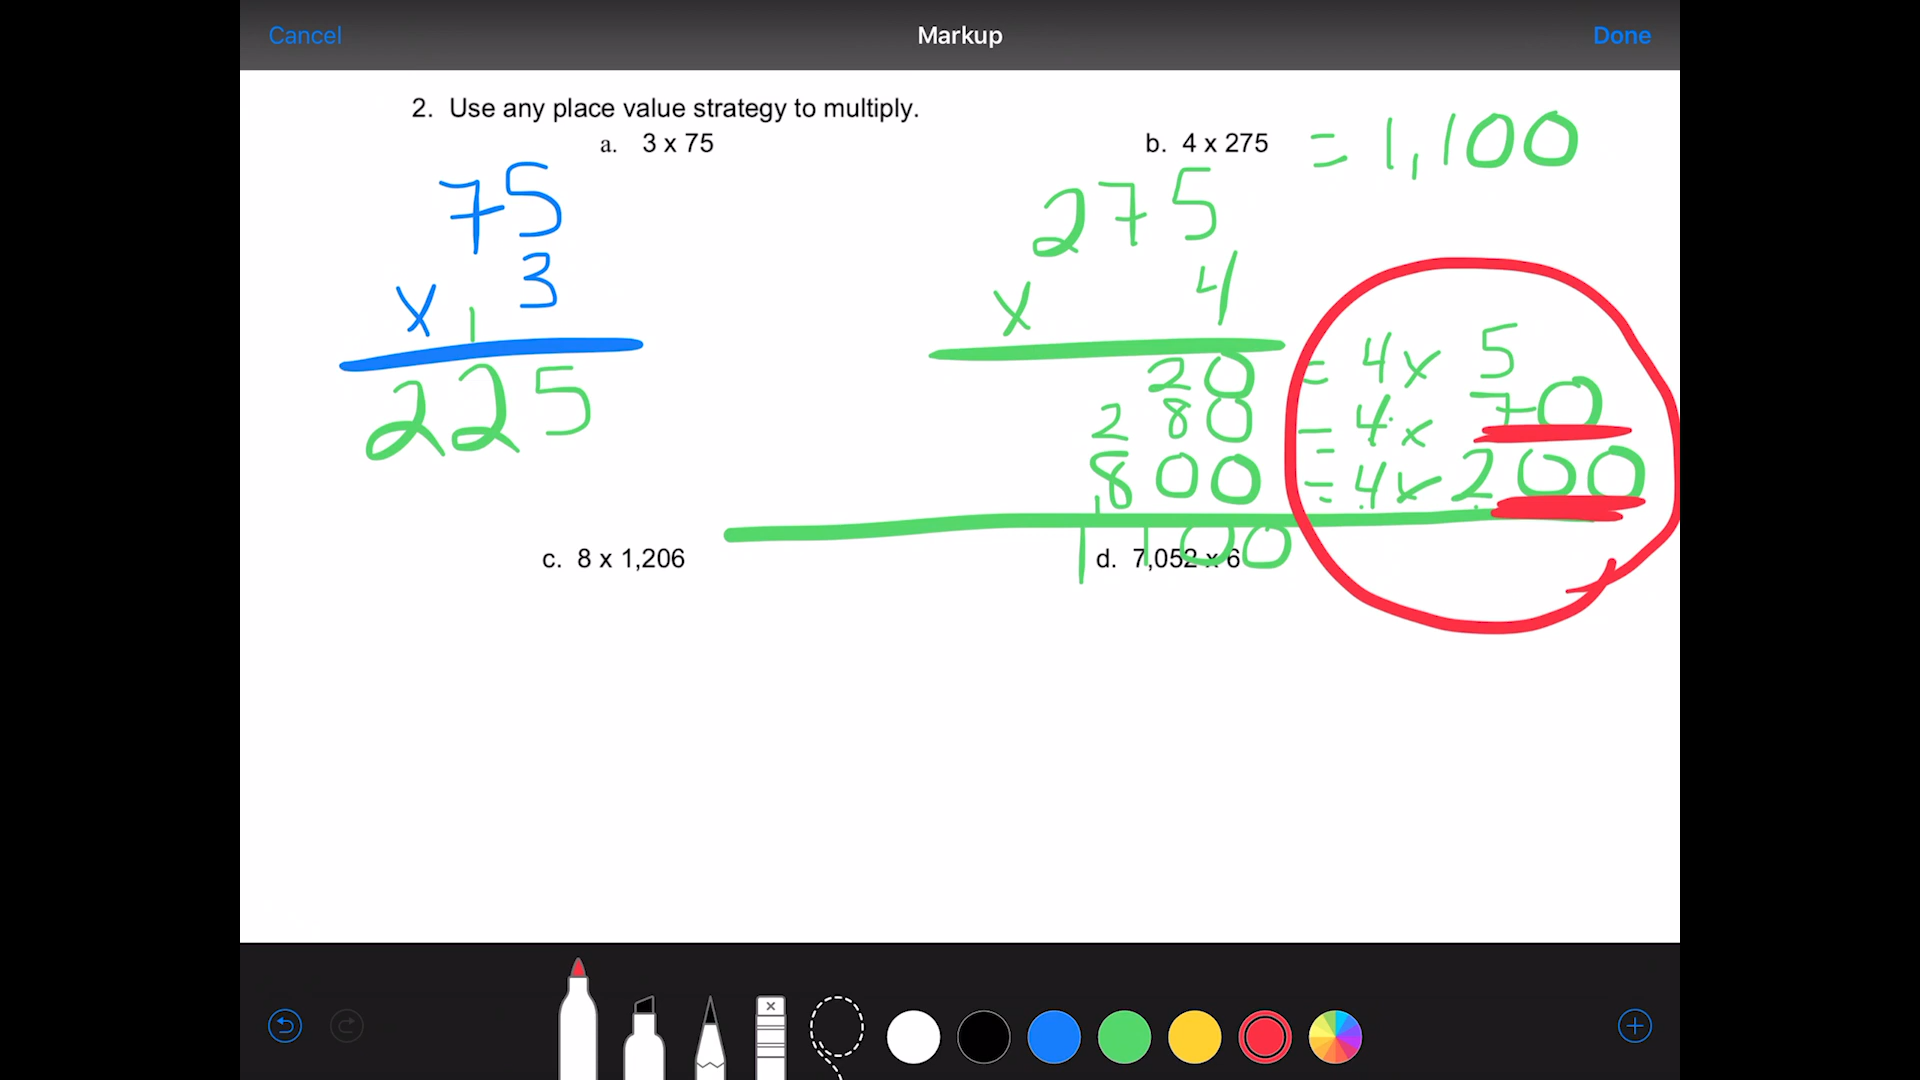 Cancel
Markup
Done
2. Use any place value strategy to multiply.
a. 3 x 75
75
x 3
1
225
b. 4 x 275 = 1,100
275
x 4
20 = 4 x 5
280 = 4 x 70
800 = 4 x 200
1
1100
c. 8 x 1,206
d. 7,052 x 6